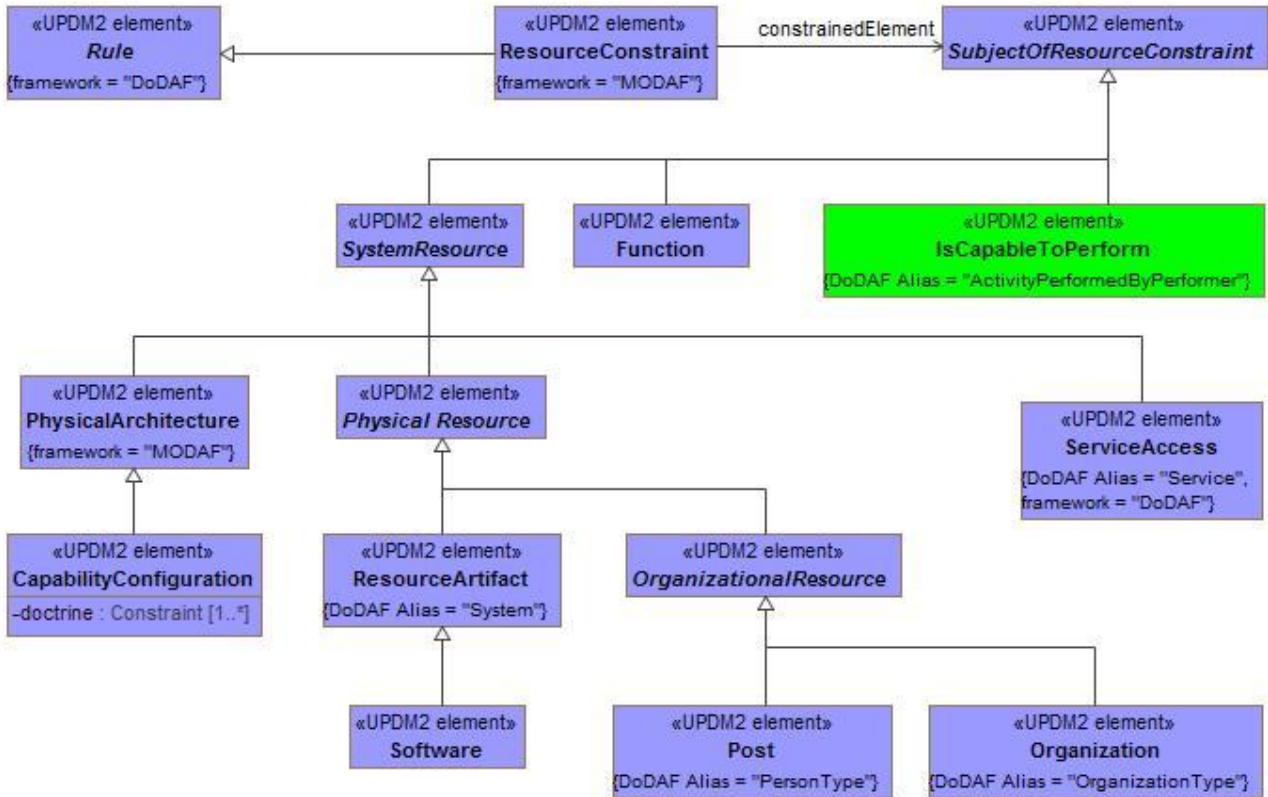 «UPDM2 element»
Rule
{framework = "DoDAF"}
«UPDM2 element»
ResourceConstraint
{framework = "MODAF"}
constrainedElement
«UPDM2 element»
SubjectOfResourceConstraint
«UPDM2 element»
SystemResource
«UPDM2 element»
Function
«UPDM2 element»
IsCapableToPerform
{DoDAF Alias = "ActivityPerformedByPerformer"}
«UPDM2 element»
PhysicalArchitecture
{framework = "MODAF"}
«UPDM2 element»
Physical Resource
«UPDM2 element»
ServiceAccess
{DoDAF Alias = "Service",
framework = "DoDAF"}
«UPDM2 element»
CapabilityConfiguration
-doctrine : Constraint [1..*]
«UPDM2 element»
ResourceArtifact
{DoDAF Alias = "System"}
«UPDM2 element»
OrganizationalResource
«UPDM2 element»
Software
«UPDM2 element»
Post
{DoDAF Alias = "PersonType"}
«UPDM2 element»
Organization
{DoDAF Alias = "OrganizationType"}